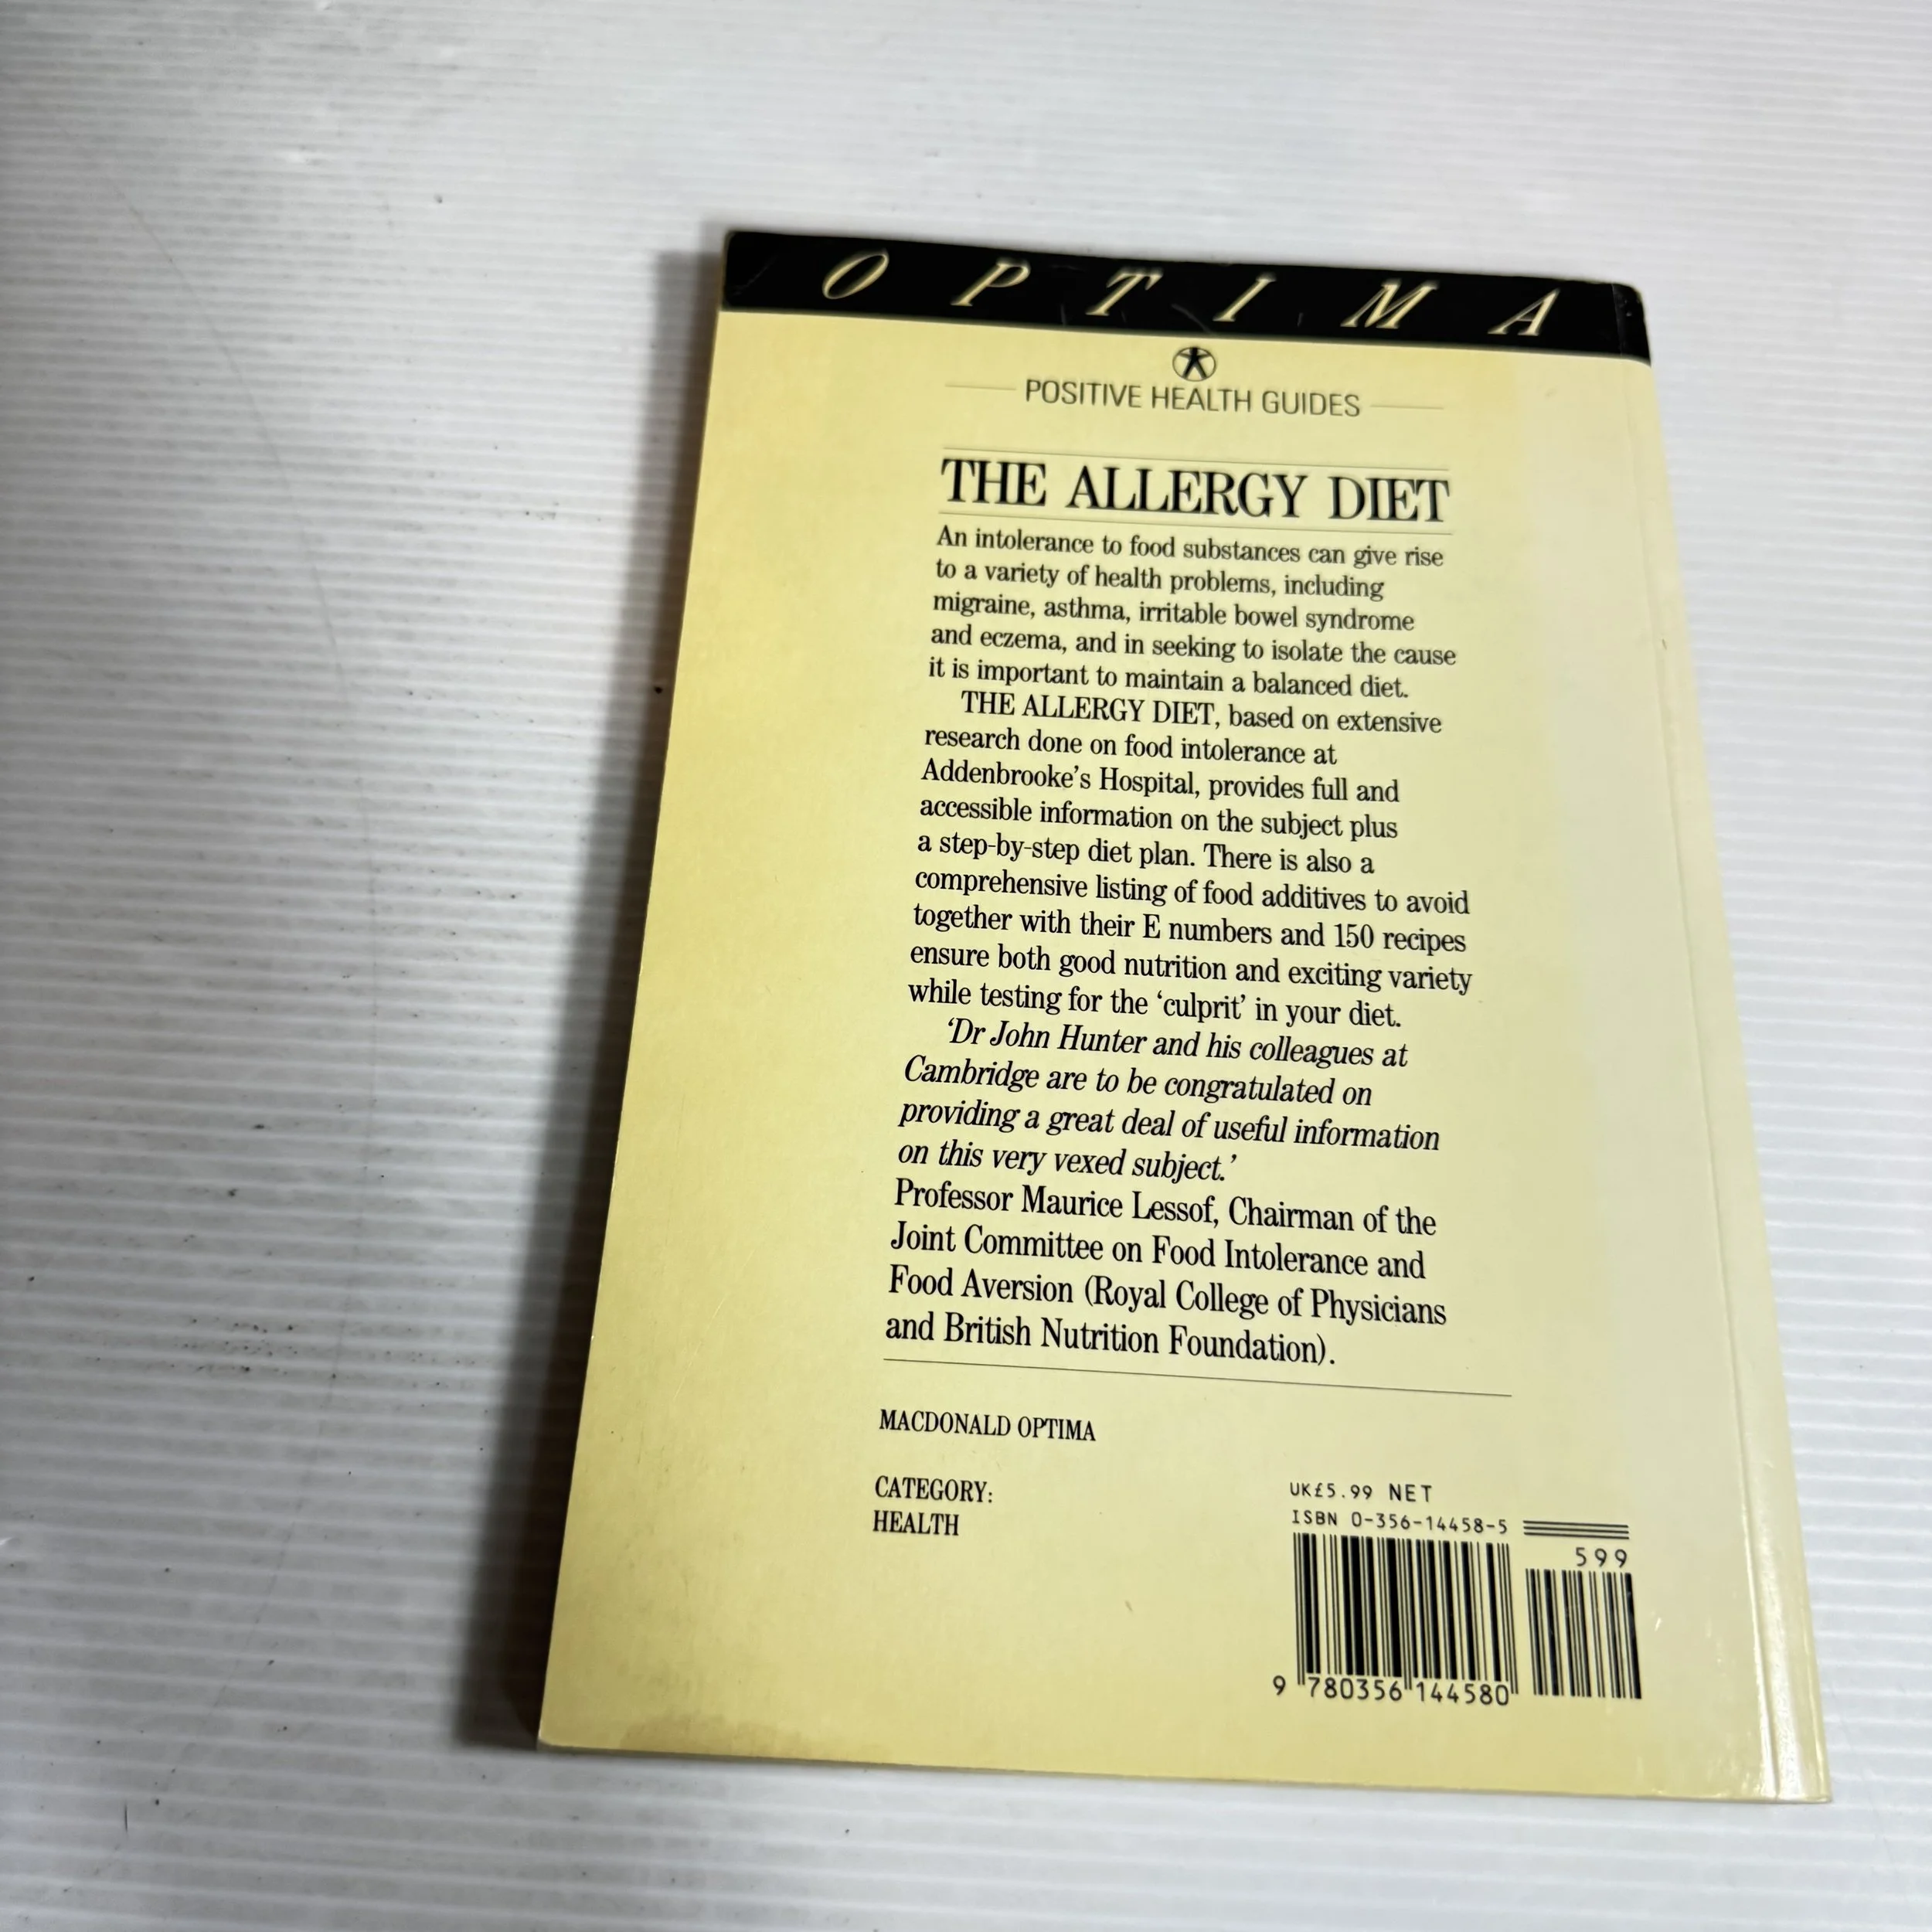 OPTIMA
POSITIVE HEALTH GUIDES
THE ALLERGY DIET
An intolerance to food substances can give rise
to a variety of health problems, including
migraine, asthma, irritable bowel syndrome
and eczema, and in seeking to isolate the cause
it is important to maintain a balanced diet.
THE ALLERGY DIET, based on extensive
research done on food intolerance at
Addenbrooke's Hospital, provides full and
accessible information on the subject plus
a step-by-step diet plan. There is also a
comprehensive listing of food additives to avoid
together with their E numbers and 150 recipes
ensure both good nutrition and exciting variety
while testing for the 'culprit' in your diet.
'Dr John Hunter and his colleagues at
Cambridge are to be congratulated on
providing a great deal of useful information
on this very vexed subject.'
Professor Maurice Lessof, Chairman of the
Joint Committee on Food Intolerance and
Food Aversion (Royal College of Physicians
and British Nutrition Foundation).
MACDONALD OPTIMA
CATEGORY:
HEALTH
UK£5.99 NET
ISBN 0-356-14458-5
599
9 780356 144580